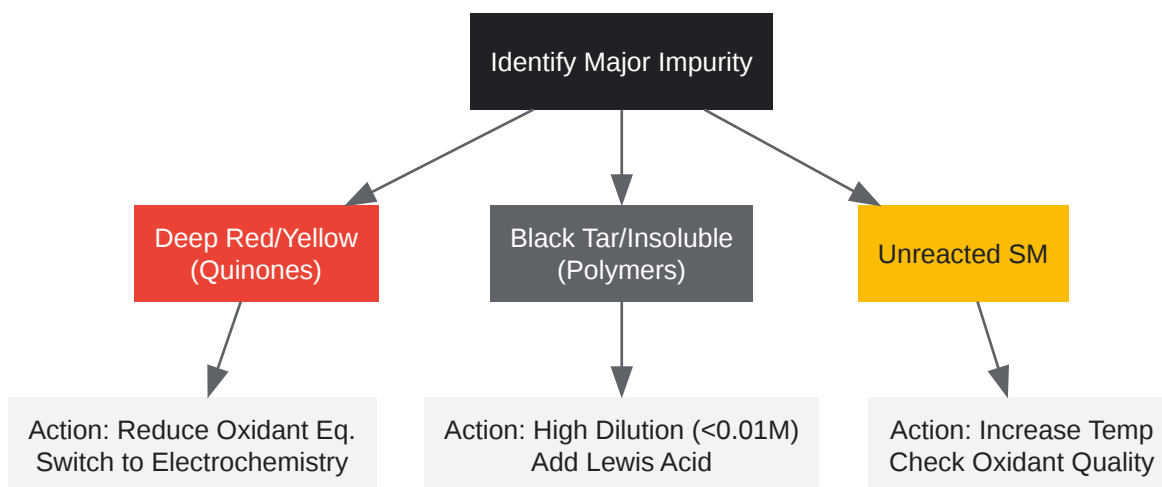 Identify Major Impurity
Deep Red/Yellow
(Quinones)
Black Tar/Insoluble
(Polymers)
Unreacted SM
Action: Reduce Oxidant Eq.
Switch to Electrochemistry
Action: High Dilution (<0.01M)
Add Lewis Acid
Action: Increase Temp
Check Oxidant Quality